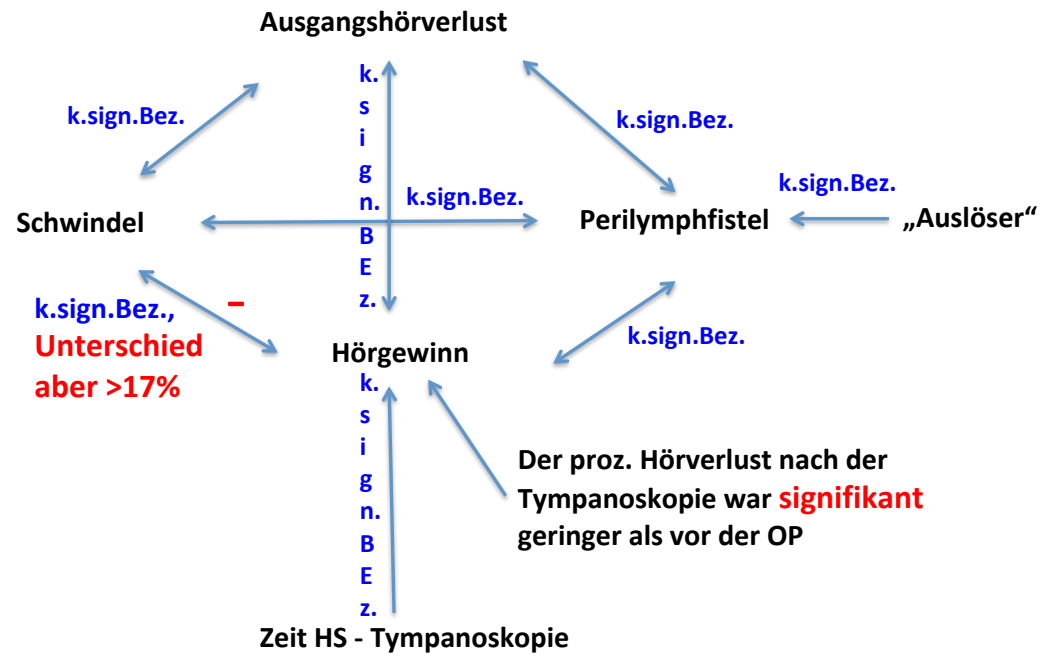 Ausgangshörverlust
k.
s
i
g
n.
B
E
z.
k.sign.Bez.
k.sign.Bez.
k.sign.Bez.
k.sign.Bez.
Schwindel
Perilymphfistel
„Auslöser“
k.sign.Bez.,
–
Unterschied
aber >17%
k.sign.Bez.
Hörgewinn
k.
s
i
g
n.
B
E
z.
Der proz. Hörverlust nach der
Tympanoskopie war signifikant
geringer als vor der OP
Zeit HS - Tympanoskopie